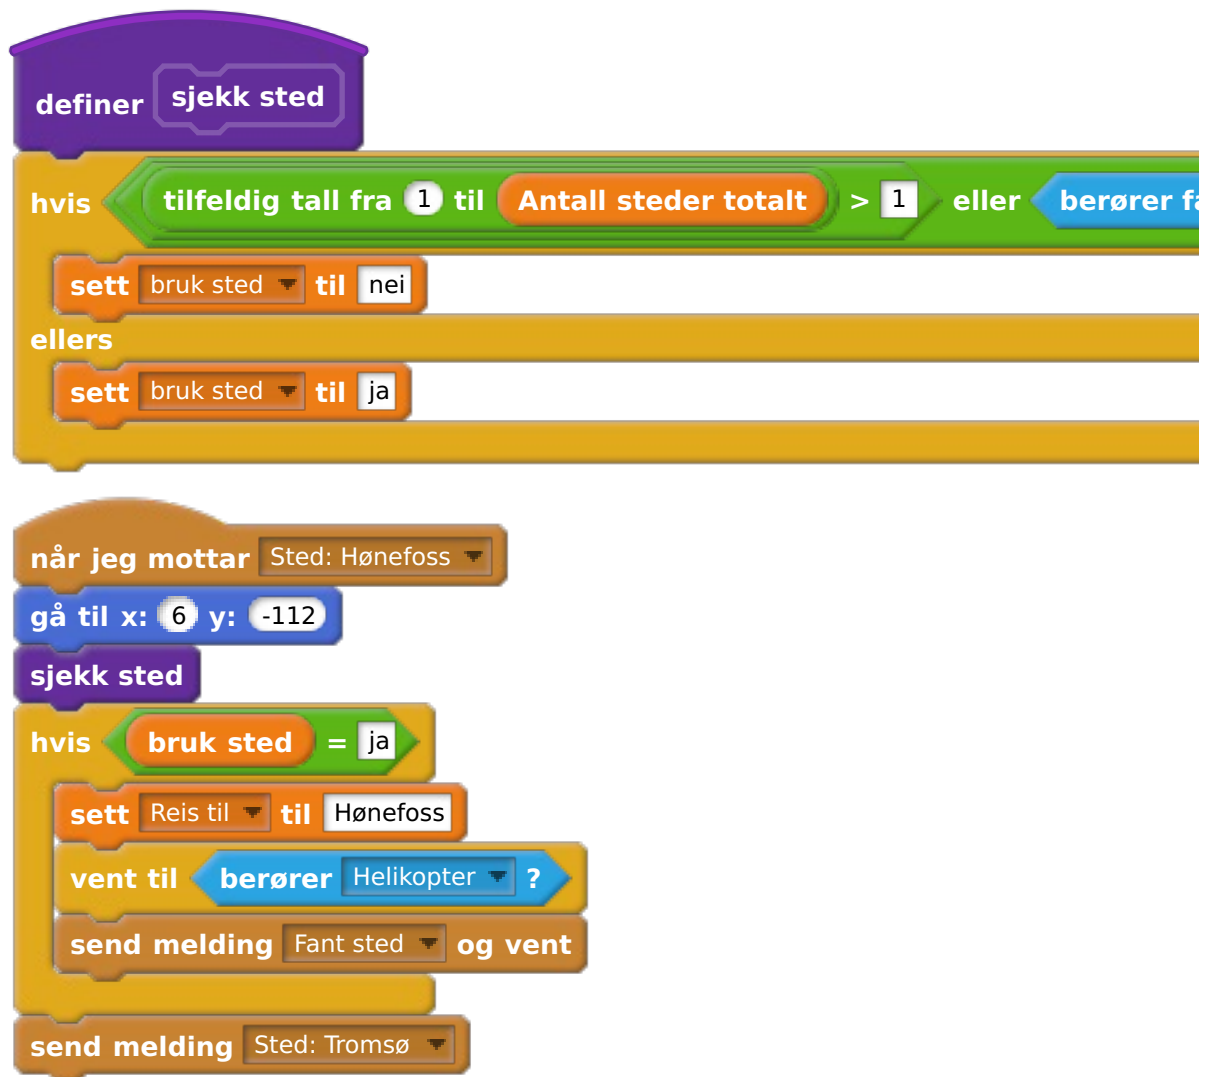 definer sjekk sted
hvis tilfeldig tall fra 1 til Antall steder totalt > 1 eller berører
sett bruk sted til nei
ellers
sett bruk sted til ja
når jeg mottar Sted: Hønefoss
gå til x: 6 y: -112
sjekk sted
hvis bruk sted = ja
sett Reis til til Hønefoss
vent til berører Helikopter ?
send melding Fant sted og vent
send melding Sted: Tromsø